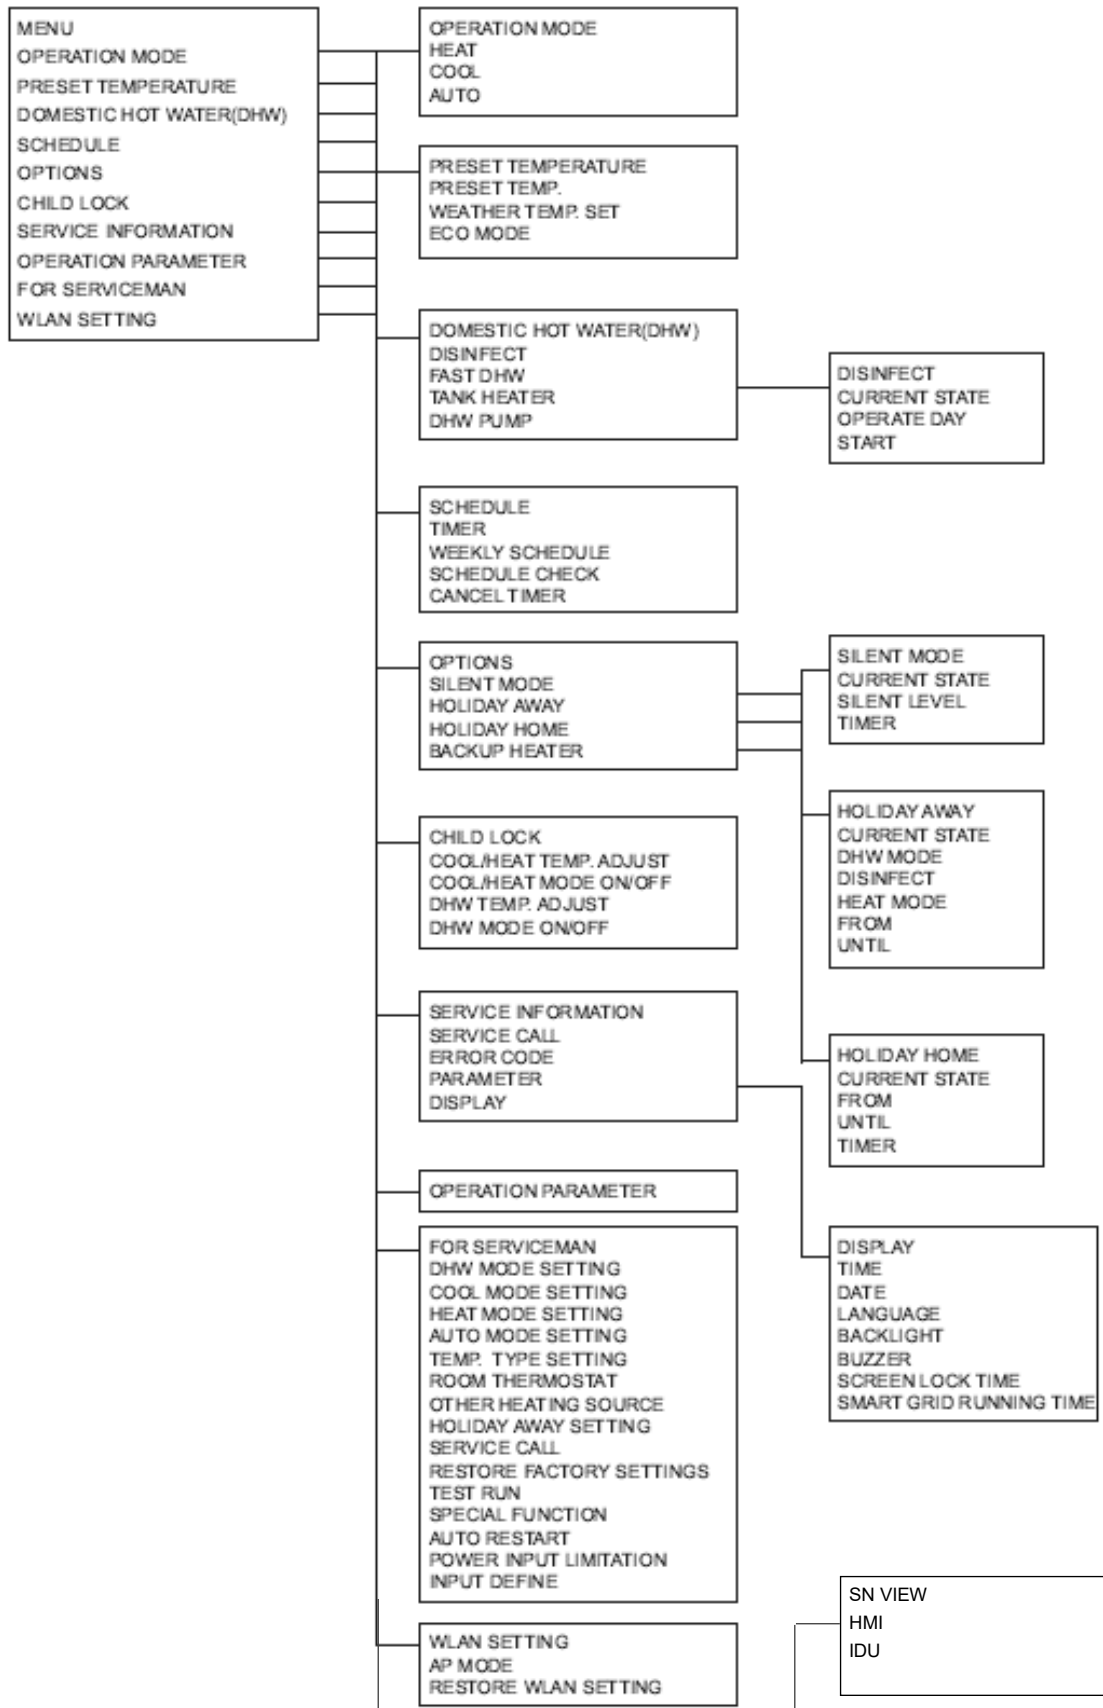 MENU
OPERATION MODE
PRESET TEMPERATURE
DOMESTIC HOT WATER(DHW)
SCHEDULE
OPTIONS
CHILD LOCK
SERVICE INFORMATION
OPERATION PARAMETER
FOR SERVICEMAN
WLAN SETTING
OPERATION MODE
HEAT
COOL
AUTO
PRESET TEMPERATURE
PRESET TEMP.
WEATHER TEMP. SET
ECO MODE
DOMESTIC HOT WATER(DHW)
DISINFECT
FAST DHW
TANK HEATER
DHW PUMP
DISINFECT
CURRENT STATE
OPERATE DAY
START
SCHEDULE
TIMER
WEEKLY SCHEDULE
SCHEDULE CHECK
CANCEL TIMER
OPTIONS
SILENT MODE
HOLIDAY AWAY
HOLIDAY HOME
BACKUP HEATER
SILENT MODE
CURRENT STATE
SILENT LEVEL
TIMER
HOLIDAY AWAY
CURRENT STATE
DHW MODE
DISINFECT
HEAT MODE
FROM
UNTIL
HOLIDAY HOME
CURRENT STATE
FROM
UNTIL
TIMER
CHILD LOCK
COOL/HEAT TEMP. ADJUST
COOL/HEAT MODE ON/OFF
DHW TEMP. ADJUST
DHW MODE ON/OFF
SERVICE INFORMATION
SERVICE CALL
ERROR CODE
PARAMETER
DISPLAY
DISPLAY
TIME
DATE
LANGUAGE
BACKLIGHT
BUZZER
SCREEN LOCK TIME
SMART GRID RUNNING TIME
OPERATION PARAMETER
FOR SERVICEMAN
DHW MODE SETTING
COOL MODE SETTING
HEAT MODE SETTING
AUTO MODE SETTING
TEMP. TYPE SETTING
ROOM THERMOSTAT
OTHER HEATING SOURCE
HOLIDAY AWAY SETTING
SERVICE CALL
RESTORE FACTORY SETTINGS
TEST RUN
SPECIAL FUNCTION
AUTO RESTART
POWER INPUT LIMITATION
INPUT DEFINE
WLAN SETTING
AP MODE
RESTORE WLAN SETTING
SN VIEW
HMI
IDU